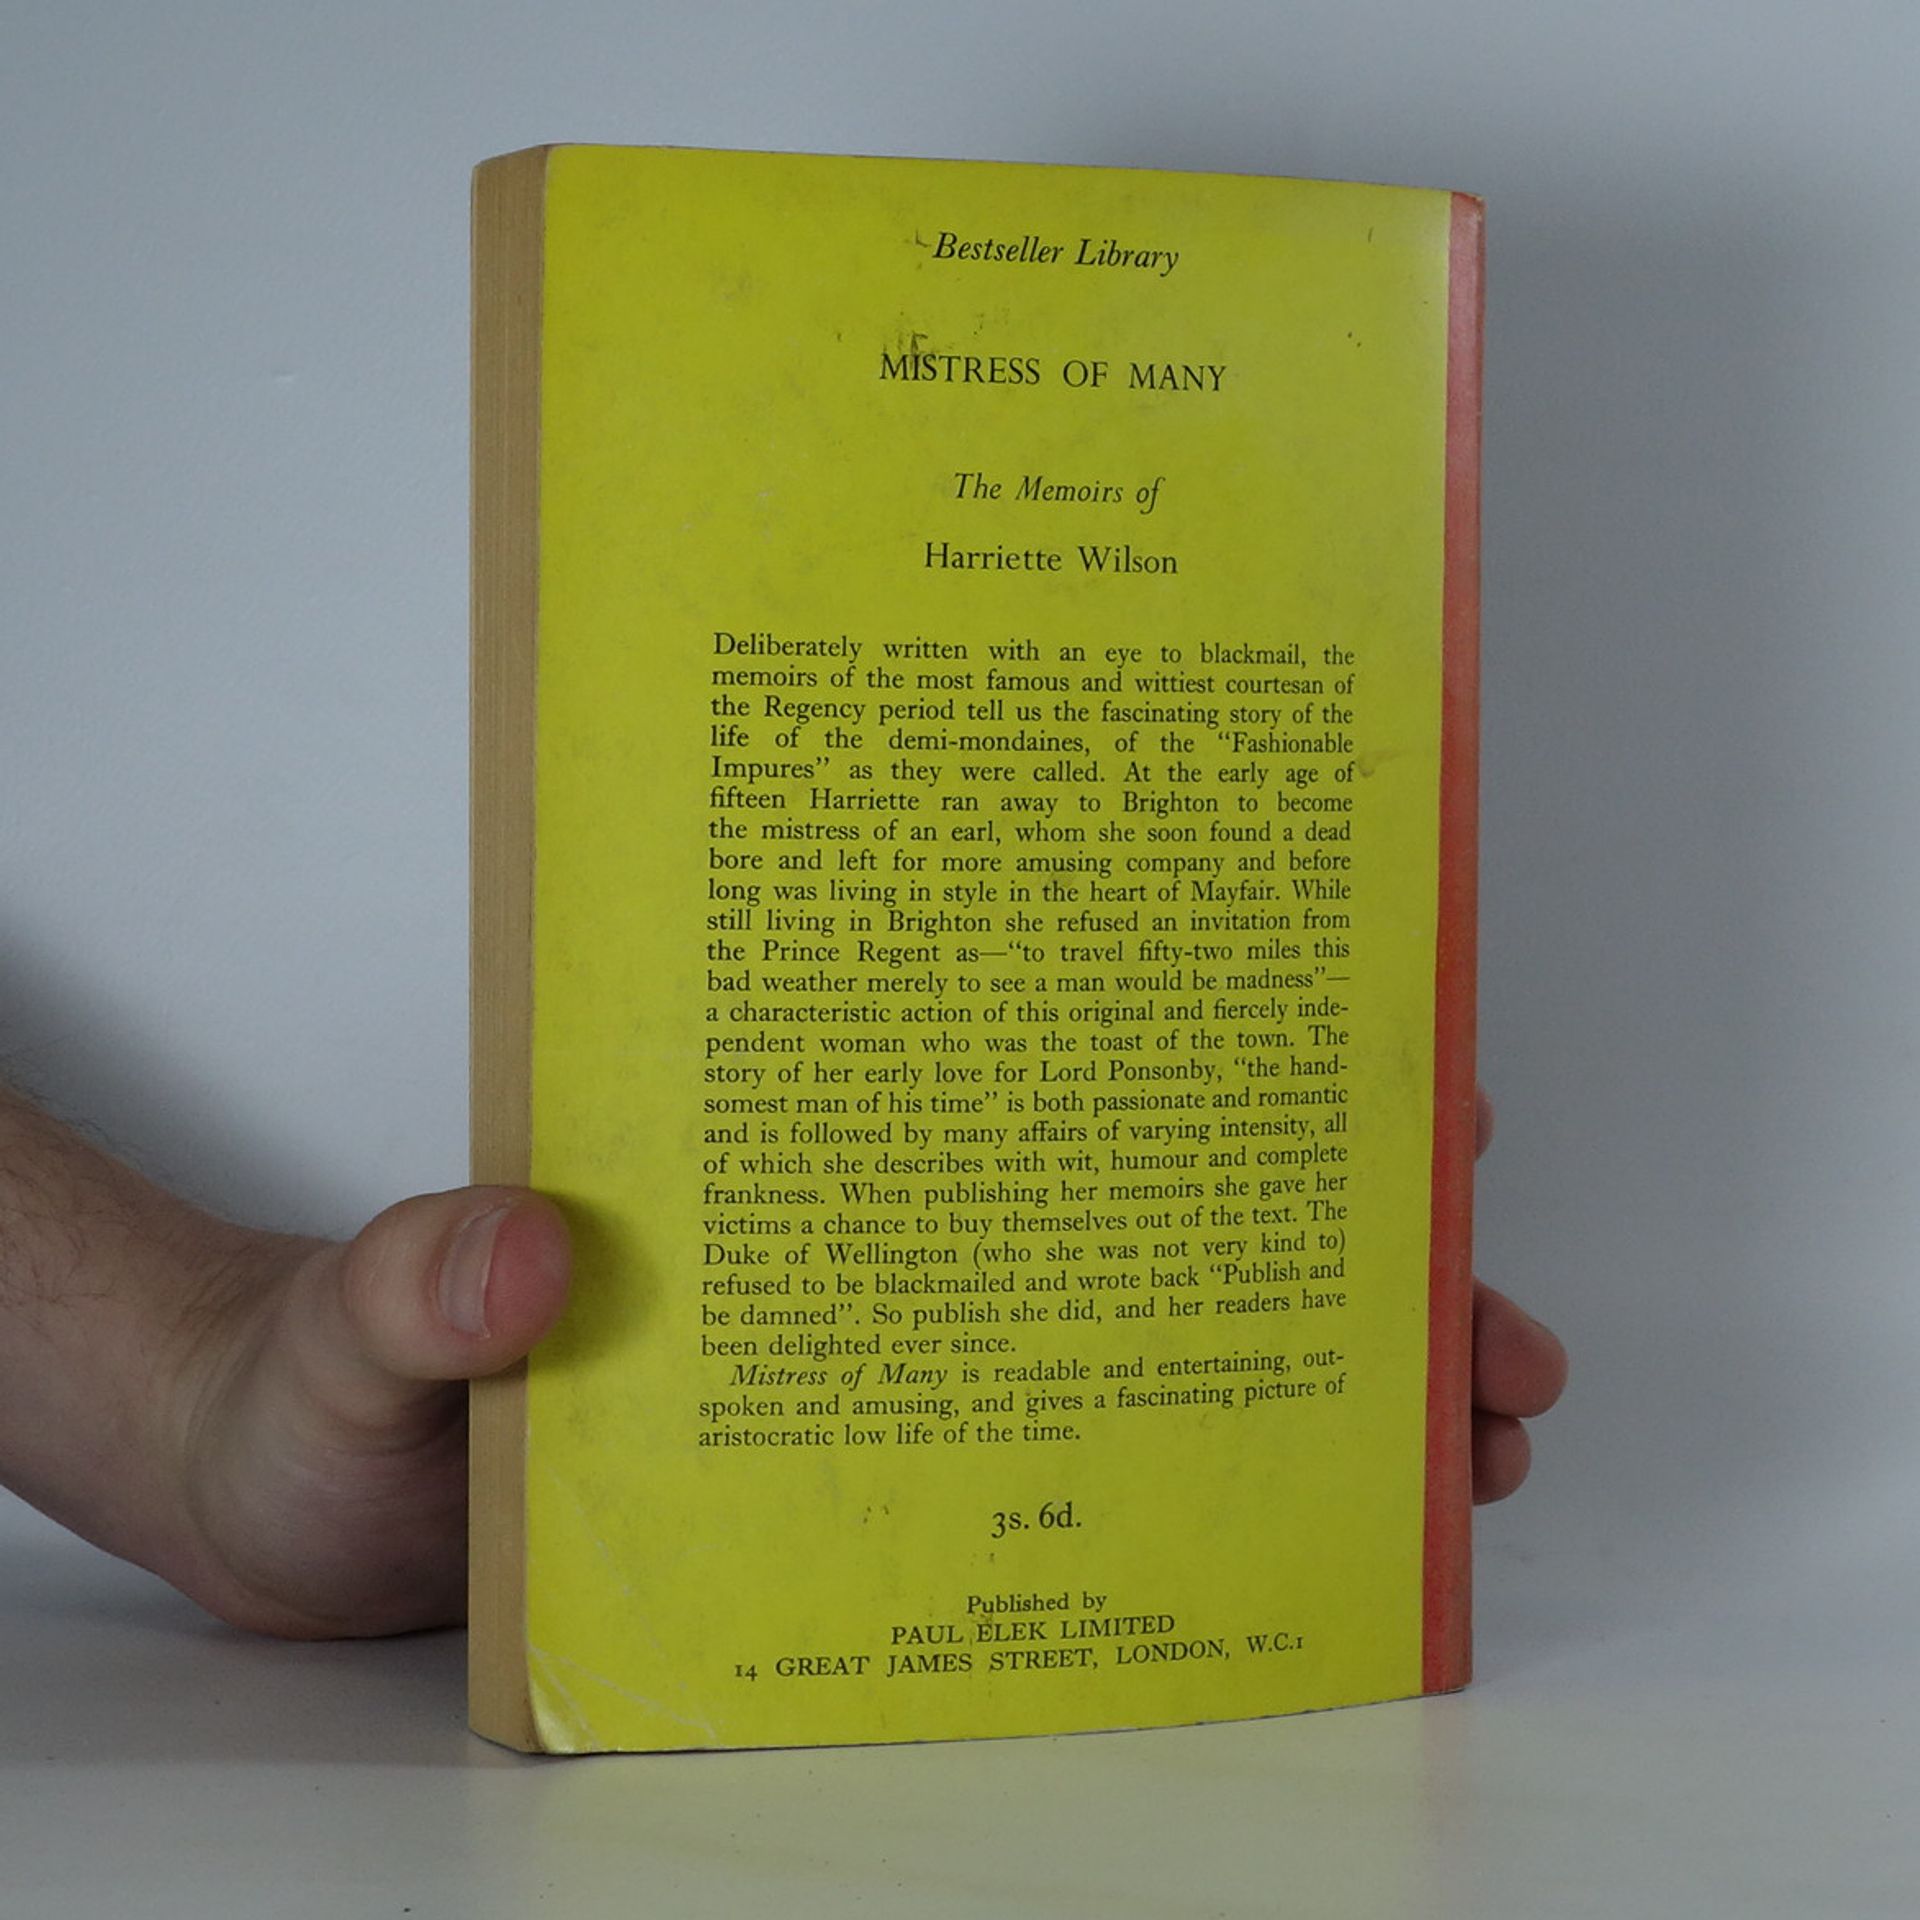 Bestseller Library
MISTRESS OF MANY
The Memoirs of
Harriette Wilson
Deliberately written with an eye to blackmail, the
memoirs of the most famous and wittiest courtesan of
the Regency period tell us the fascinating story of the
life of the demi-mondaines, of the “Fashionable
Impures” as they were called. At the early age of
fifteen Harriette ran away to Brighton to become
the mistress of an earl, whom she soon found a dead
bore and left for more amusing company and before
long was living in style in the heart of Mayfair. While
still living in Brighton she refused an invitation from
the Prince Regent as—“to travel fifty-two miles this
bad weather merely to see a man would be madness”—
a characteristic action of this original and fiercely inde-
pendent woman who was the toast of the town. The
story of her early love for Lord Ponsonby, “the hand-
somest man of his time” is both passionate and romantic
and is followed by many affairs of varying intensity, all
of which she describes with wit, humour and complete
frankness. When publishing her memoirs she gave her
victims a chance to buy themselves out of the text. The
Duke of Wellington (who she was not very kind to)
refused to be blackmailed and wrote back “Publish and
be damned”. So publish she did, and her readers have
been delighted ever since.
Mistress of Many is readable and entertaining, out-
spoken and amusing, and gives a fascinating picture of
aristocratic low life of the time.
3s. 6d.
Published by
PAUL ELEK LIMITED
14 GREAT JAMES STREET, LONDON, W.C.1